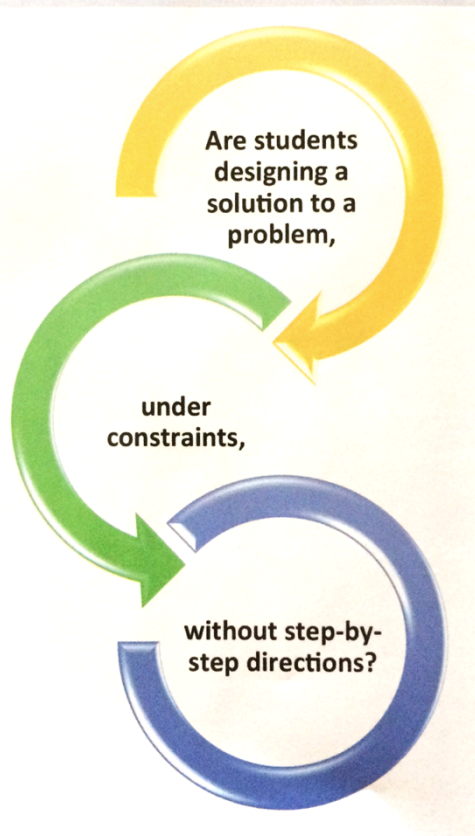 Are students
designing a
solution to a
problem,
under
constraints,
without step-by-
step directions?